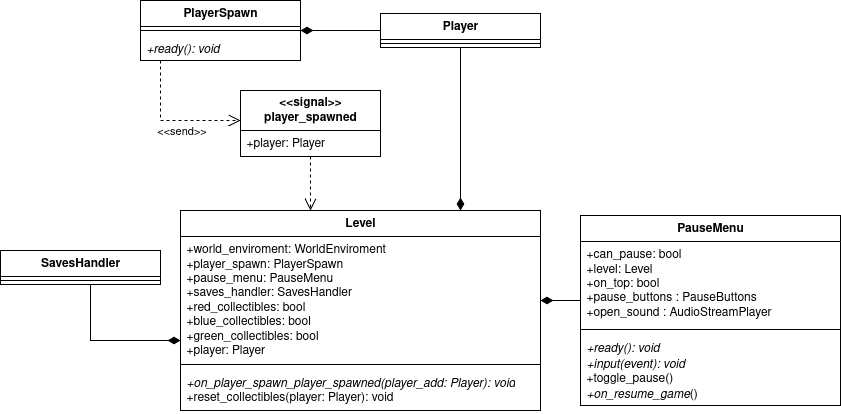 PlayerSpawn
+ready(): void
Player
<<send>>
<<signal>>
player_spawned
+player: Player
Level
+world_enviroment: WorldEnviroment
+player_spawn: PlayerSpawn
+pause_menu: PauseMenu
+saves_handler: SavesHandler
+red_collectibles: bool
+blue_collectibles: bool
+green_collectibles: bool
+player: Player
+on_player_spawn_player_spawned(player_add: Player): void
+reset_collectibles(player: Player): void
SavesHandler
PauseMenu
+can_pause: bool
+level: Level
+on_top: bool
+pause_buttons : PauseButtons
+open_sound : AudioStreamPlayer
+ready(): void
+input(event): void
+toggle_pause()
+on_resume_game()